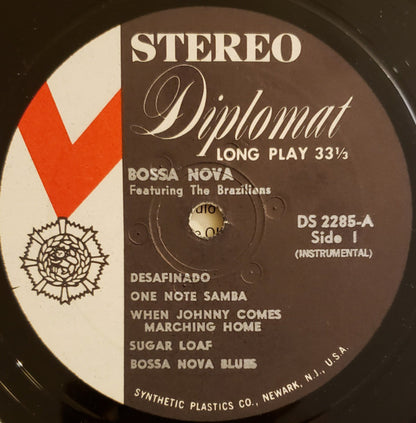 STEREO
Diplomat
LONG PLAY 33⅓
BOSSA NOVA
Featuring The Brazilians
DS 2285-A
Side 1
(INSTRUMENTAL)
DESAFINADO
ONE NOTE SAMBA
WHEN JOHNNY COMES
MARCHING HOME
SUGAR LOAF
BOSSA NOVA BLUES
SYNTHETIC PLASTICS CO., NEWARK, N.J., U.S.A.